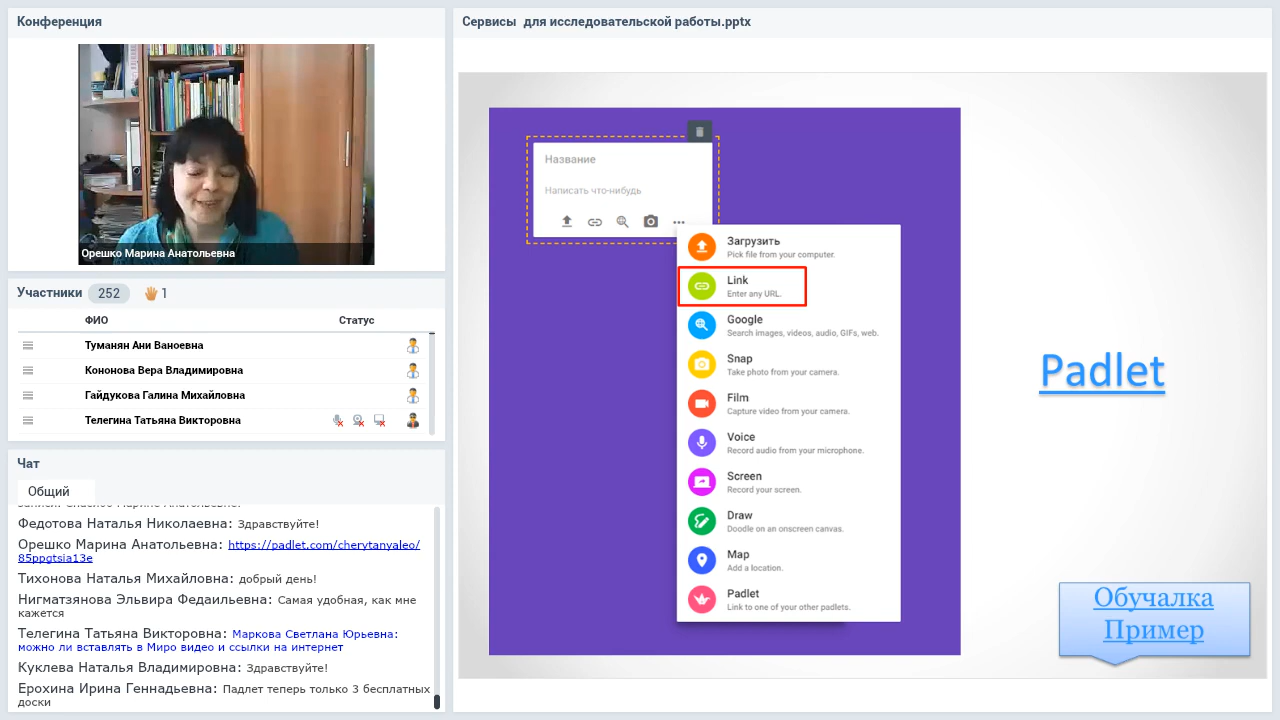 Конференция
Орешко Марина Анатольевна
Участники 252 1
ФИО Статус
Туманян Ани Ваноевна
Кононова Вера Владимировна
Гайдукова Галина Михайловна
Телегина Татьяна Викторовна
Чат
Общий
Федотова Наталья Николаевна: Здравствуйте!
Орешко Марина Анатольевна: https://padlet.com/cherytanyaleo/
85ppgtsia13e
Тихонова Наталья Михайловна: добрый день!
Нигматзянова Эльвира Федаильевна: Самая удобная, как мне
кажется
Телегина Татьяна Викторовна: Маркова Светлана Юрьевна:
можно ли вставлять в Миро видео и ссылки на интернет
Куклева Наталья Владимировна: Здравствуйте!
Ерохина Ирина Геннадьевна: Падлет теперь только 3 бесплатных
доски
Сервисы для исследовательской работы.pptx
Название
Написать что-нибудь
Загрузить
Pick file from your computer.
Link
Enter any URL.
Google
Search images, videos, audio, GIFs, web.
Snap
Take photo from your camera.
Film
Capture video from your camera.
Voice
Record audio from your microphone.
Screen
Record your screen.
Draw
Doodle on an onscreen canvas.
Map
Add a location.
Padlet
Link to one of your other padlets.
Padlet
Обучалка
Пример